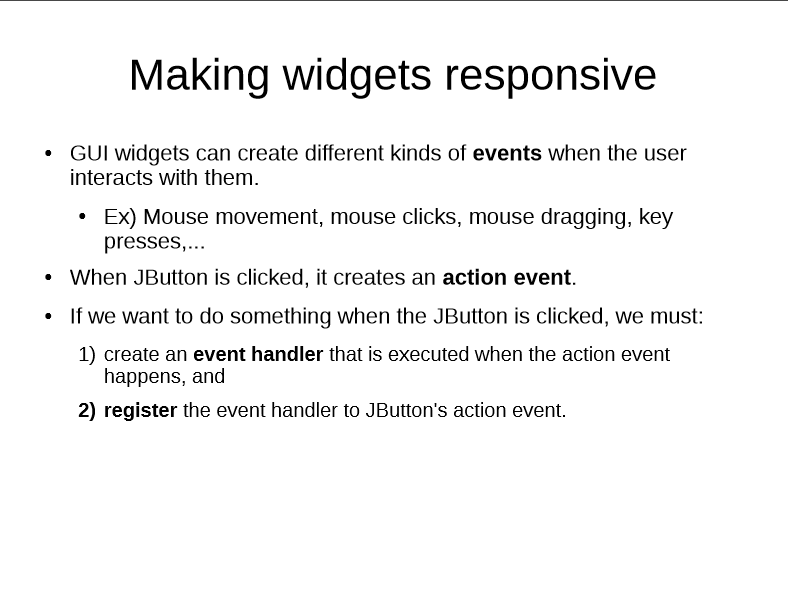 Making widgets responsive
• GUI widgets can create different kinds of events when the user
interacts with them.
• Ex) Mouse movement, mouse clicks, mouse dragging, key
presses,...
• When JButton is clicked, it creates an action event.
• If we want to do something when the JButton is clicked, we must:
1) create an event handler that is executed when the action event
happens, and
2) register the event handler to JButton's action event.